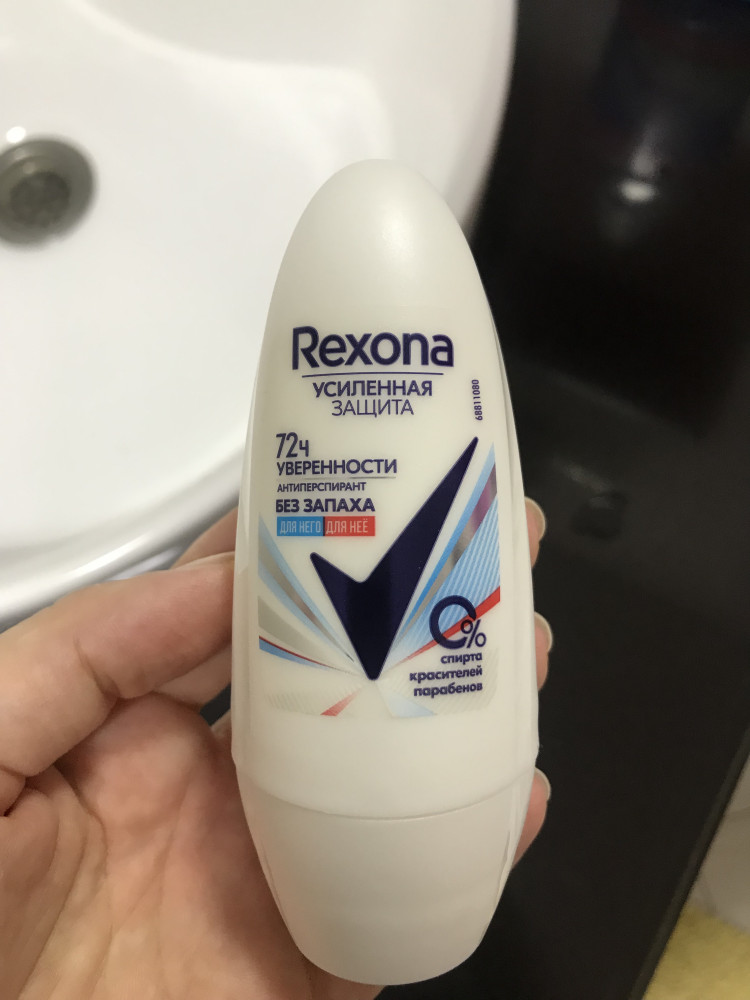 Rexona
УСИЛЕННАЯ
ЗАЩИТА
68811080
72ч
УВЕРЕННОСТИ
АНТИПЕРСПИРАНТ
БЕЗ ЗАПАХА
ДЛЯ НЕГО ДЛЯ НЕЁ
0%
спирта
красителей
парабенов